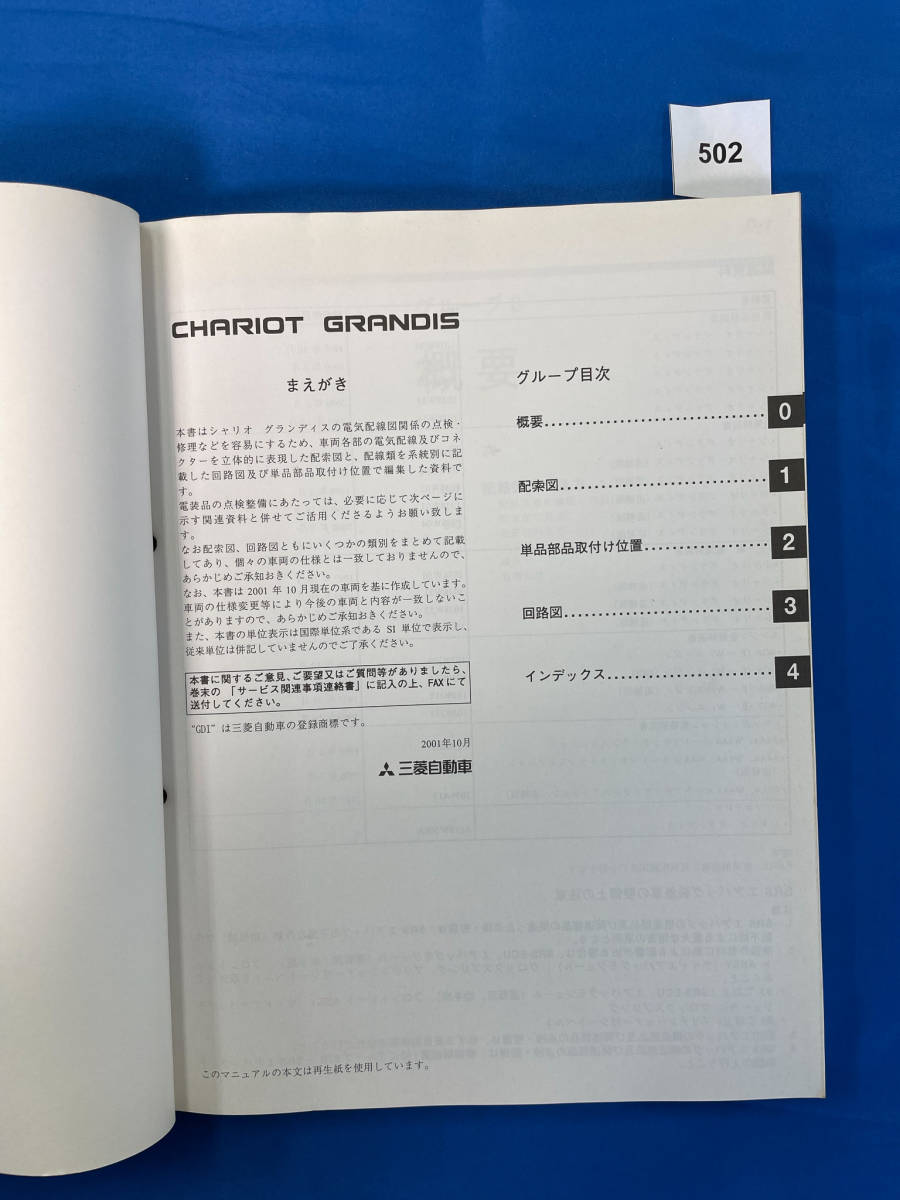 502
CHARIOT GRANDIS
まえがき
本書はシャリオ グランディスの電気配線図関係の点検・
修理などを容易にするため、車両各部の電気配線及びコネ
クターを立体的に表現した配索図と、配線類を系統別に記
載した回路図及び単品部品取付け位置で編集した資料で
す。
電装品の点検整備にあたっては、必要に応じて次ページに
示す関連資料と併せてご活用くださるようお願い致しま
す。
なお配索図、回路図ともにいくつかの類別をまとめて記載
してあり、個々の車両の仕様とは一致しておりませんので、
あらかじめご承知おきください。
なお、本書は 2001 年 10 月現在の車両を基に作成しています。
車両の仕様変更等により今後の車両と内容が一致しないこ
とがありますので、あらかじめご承知おきください。
また、本書の単位表示は国際単位系である SI 単位で表示し、
従来単位は併記していませんのでご了承ください。
本書に関するご意見、ご要望又はご質問等がありましたら、
巻末の 「サービス関連事項連絡書」に記入の上、FAXにて
送付してください。
"GDI" は三菱自動車の登録商標です。
2001年10月
三菱自動車
グループ目次
概要 0
配索図 1
単品部品取付け位置 2
回路図 3
インデックス 4
このマニュアルの本文は再生紙を使用しています。